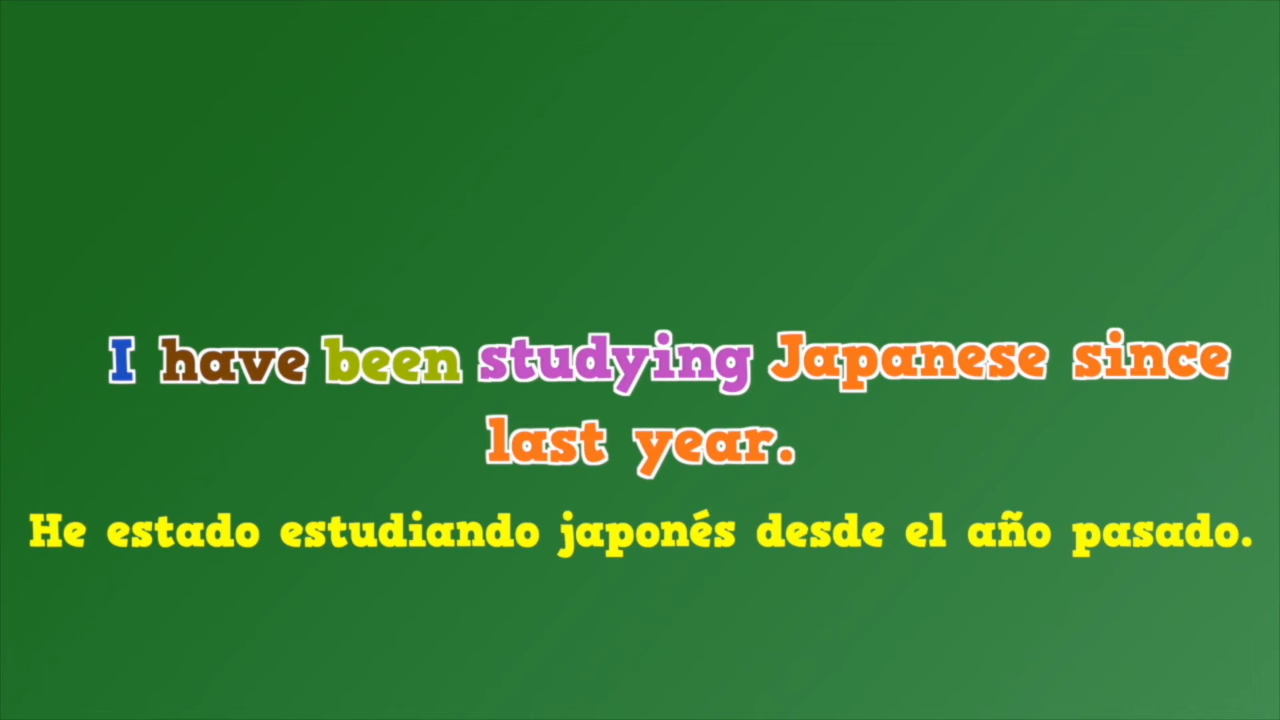 I have been studying Japanese since
last year.
He estado estudiando japonés desde el año pasado.